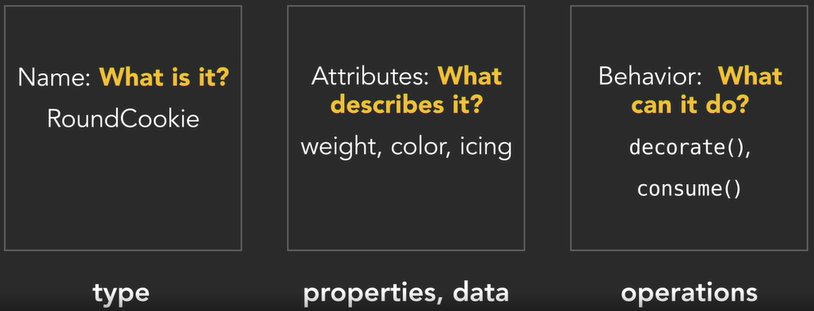 Name: What is it?
RoundCookie
type
Attributes: What
describes it?
weight, color, icing
properties, data
Behavior: What
can it do?
decorate(),
consume()
operations